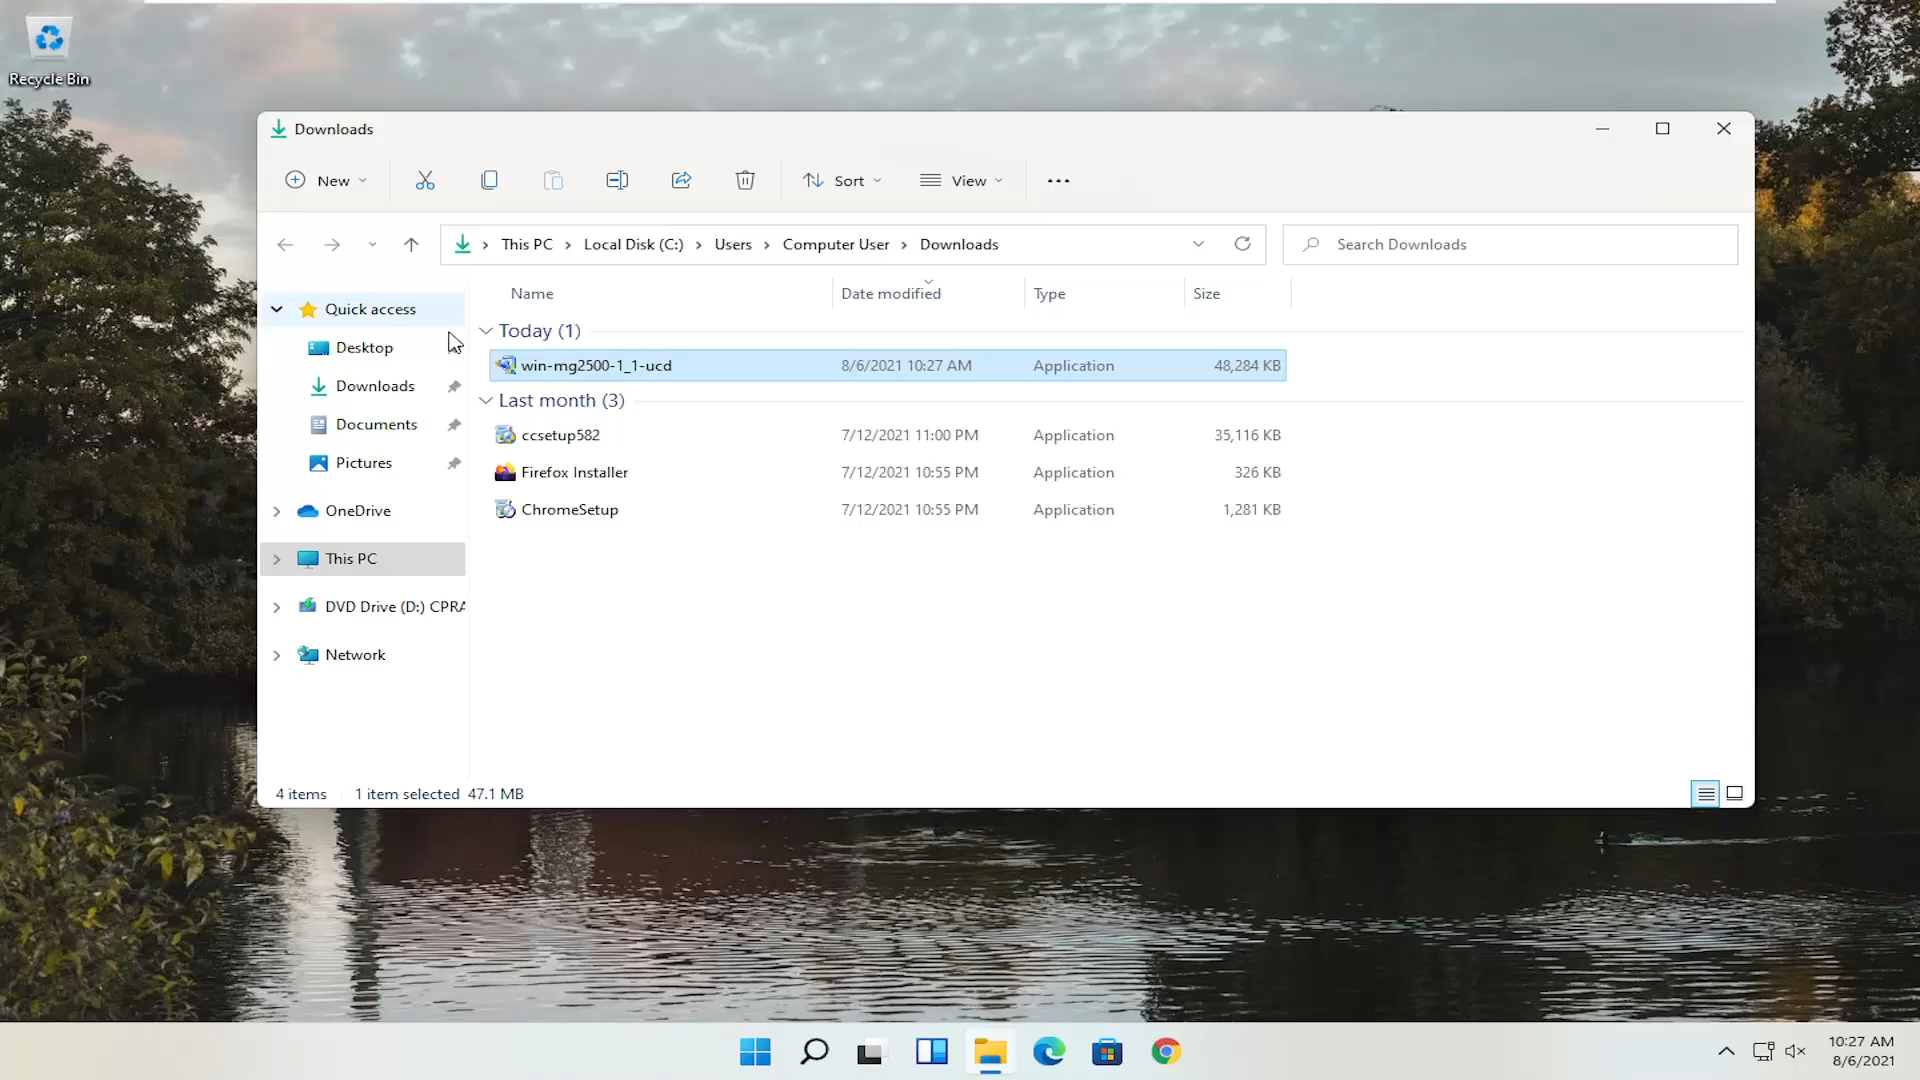 Recycle Bin
Downloads
New
Sort
View
This PC
Local Disk (C:)
Users
Computer User
Downloads
Search Downloads
Name
Date modified
Type
Size
Quick access
Desktop
Downloads
Documents
Pictures
OneDrive
This PC
DVD Drive (D:) CPRA
Network
Today (1)
win-mg2500-1_1-ucd 8/6/2021 10:27 AM Application 48,284 KB
Last month (3)
ccsetup582 7/12/2021 11:00 PM Application 35,116 KB
Firefox Installer 7/12/2021 10:55 PM Application 326 KB
ChromeSetup 7/12/2021 10:55 PM Application 1,281 KB
4 items 1 item selected 47.1 MB
10:27 AM
8/6/2021